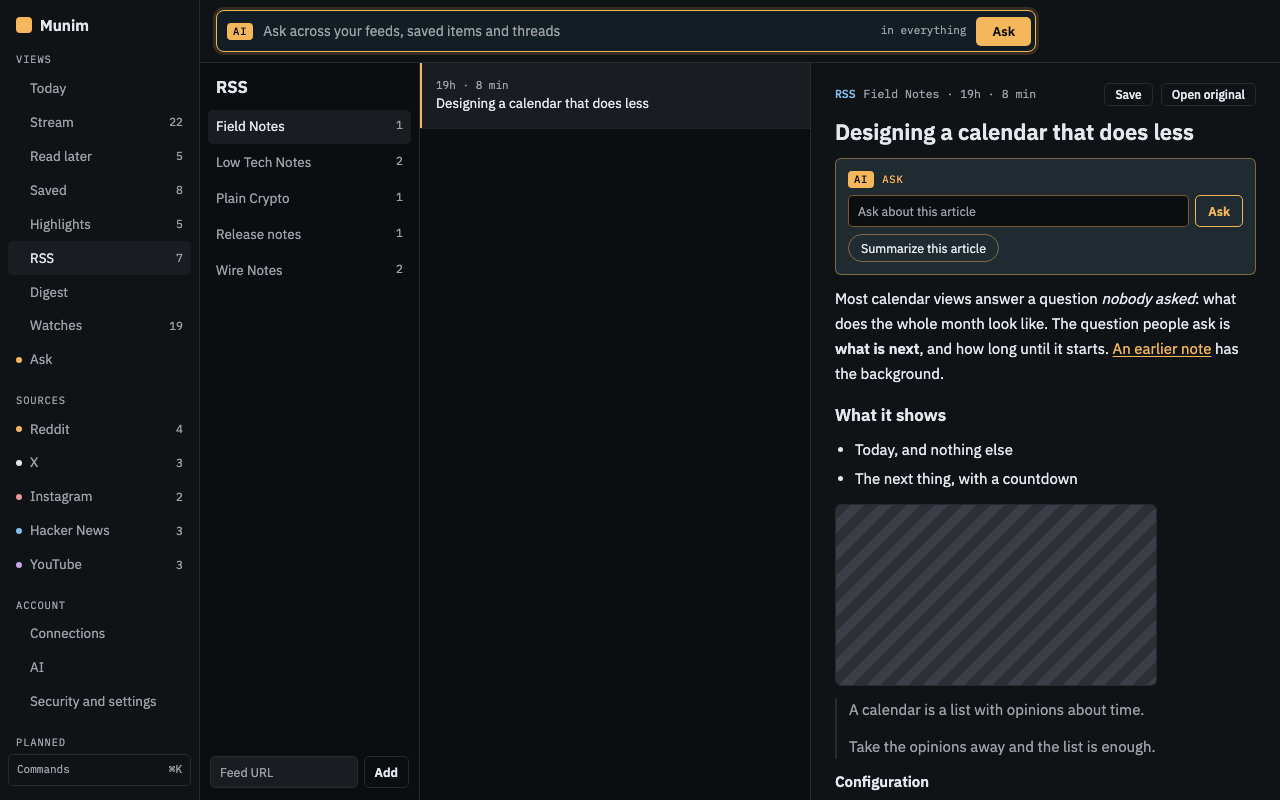 Munim
VIEWS
Today
Stream 22
Read later 5
Saved 8
Highlights 5
RSS 7
Digest
Watches 19
Ask
SOURCES
Reddit 4
X 3
Instagram 2
Hacker News 3
YouTube 3
ACCOUNT
Connections
AI
Security and settings
PLANNED
Commands ⌘K
AI Ask across your feeds, saved items and threads in everything Ask
RSS
Field Notes 1
Low Tech Notes 2
Plain Crypto 1
Release notes 1
Wire Notes 2
Feed URL Add
19h · 8 min
Designing a calendar that does less
RSS Field Notes · 19h · 8 min Save Open original
Designing a calendar that does less
AI ASK
Ask about this article Ask
Summarize this article
Most calendar views answer a question nobody asked: what
does the whole month look like. The question people ask is
what is next, and how long until it starts. An earlier note has
the background.
What it shows
• Today, and nothing else
• The next thing, with a countdown
A calendar is a list with opinions about time.
Take the opinions away and the list is enough.
Configuration